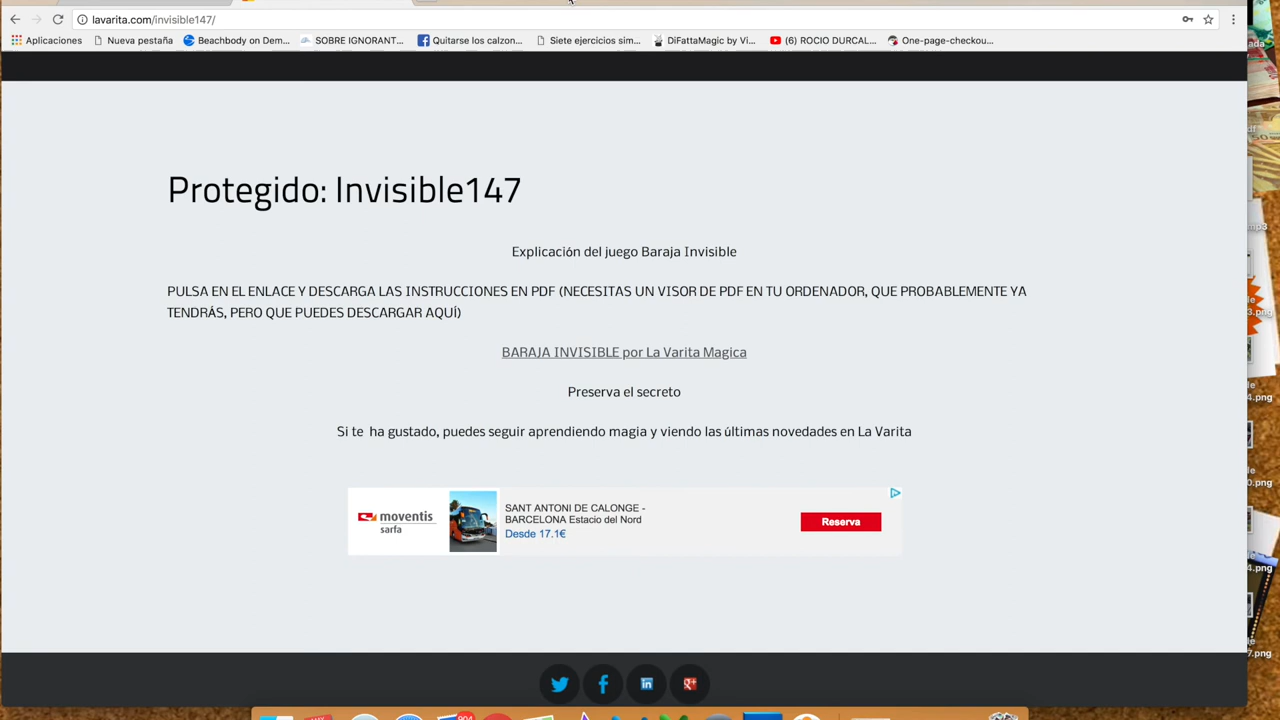 lavarita.com/invisible147/
Aplicaciones Nueva pestaña Beachbody on Dem... SOBRE IGNORANT... Quitarse los calzon... Siete ejercicios sim... DiFattaMagic by Vi... (6) ROCIO DURCAL... One-page-checkou...
Protegido: Invisible147
Explicación del juego Baraja Invisible
PULSA EN EL ENLACE Y DESCARGA LAS INSTRUCCIONES EN PDF (NECESITAS UN VISOR DE PDF EN TU ORDENADOR, QUE PROBABLEMENTE YA
TENDRÁS, PERO QUE PUEDES DESCARGAR AQUÍ)
BARAJA INVISIBLE por La Varita Magica
Preserva el secreto
Si te ha gustado, puedes seguir aprendiendo magia y viendo las últimas novedades en La Varita
moventis
sarfa
SANT ANTONI DE CALONGE -
BARCELONA Estacio del Nord
Desde 17.1€
Reserva
904